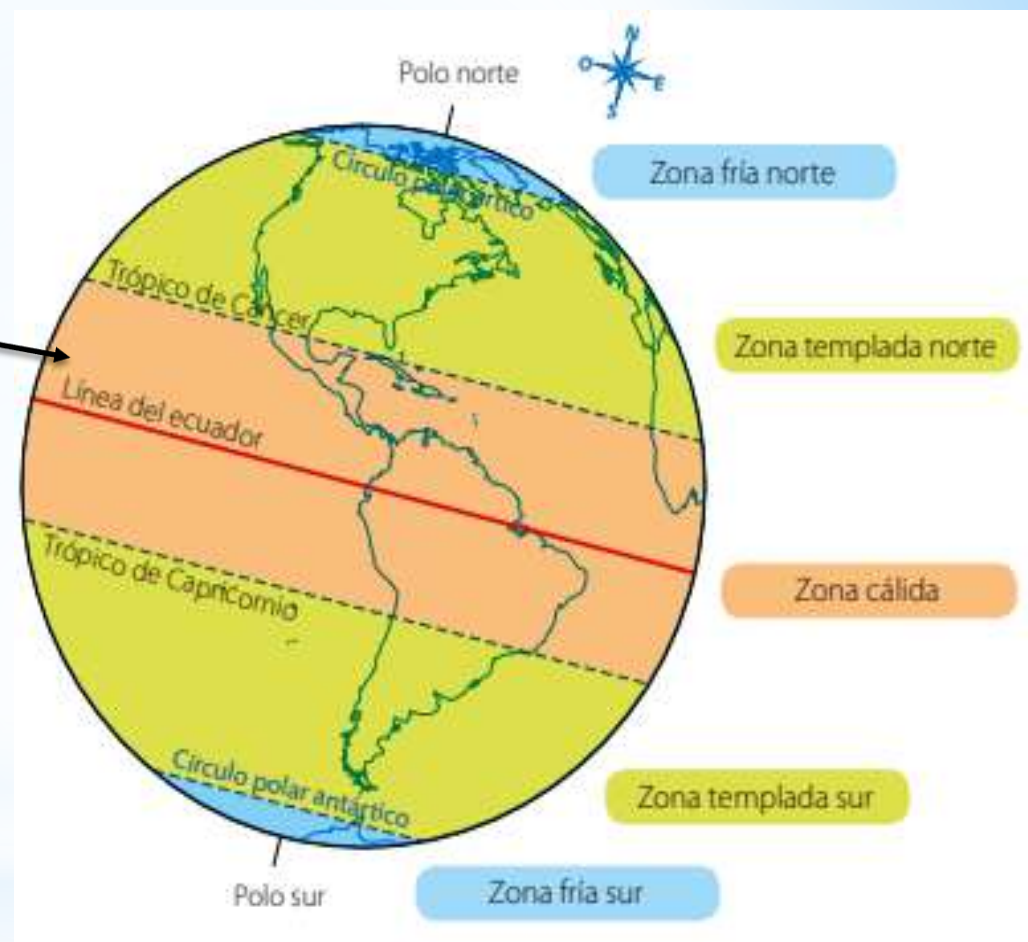 N
O
E
S
Polo norte
Zona fría norte
Círculo polar ártico
Trópico de Cáncer
Zona templada norte
Línea del ecuador
Trópico de Capricornio
Zona cálida
Círculo polar antártico
Zona templada sur
Polo sur
Zona fría sur